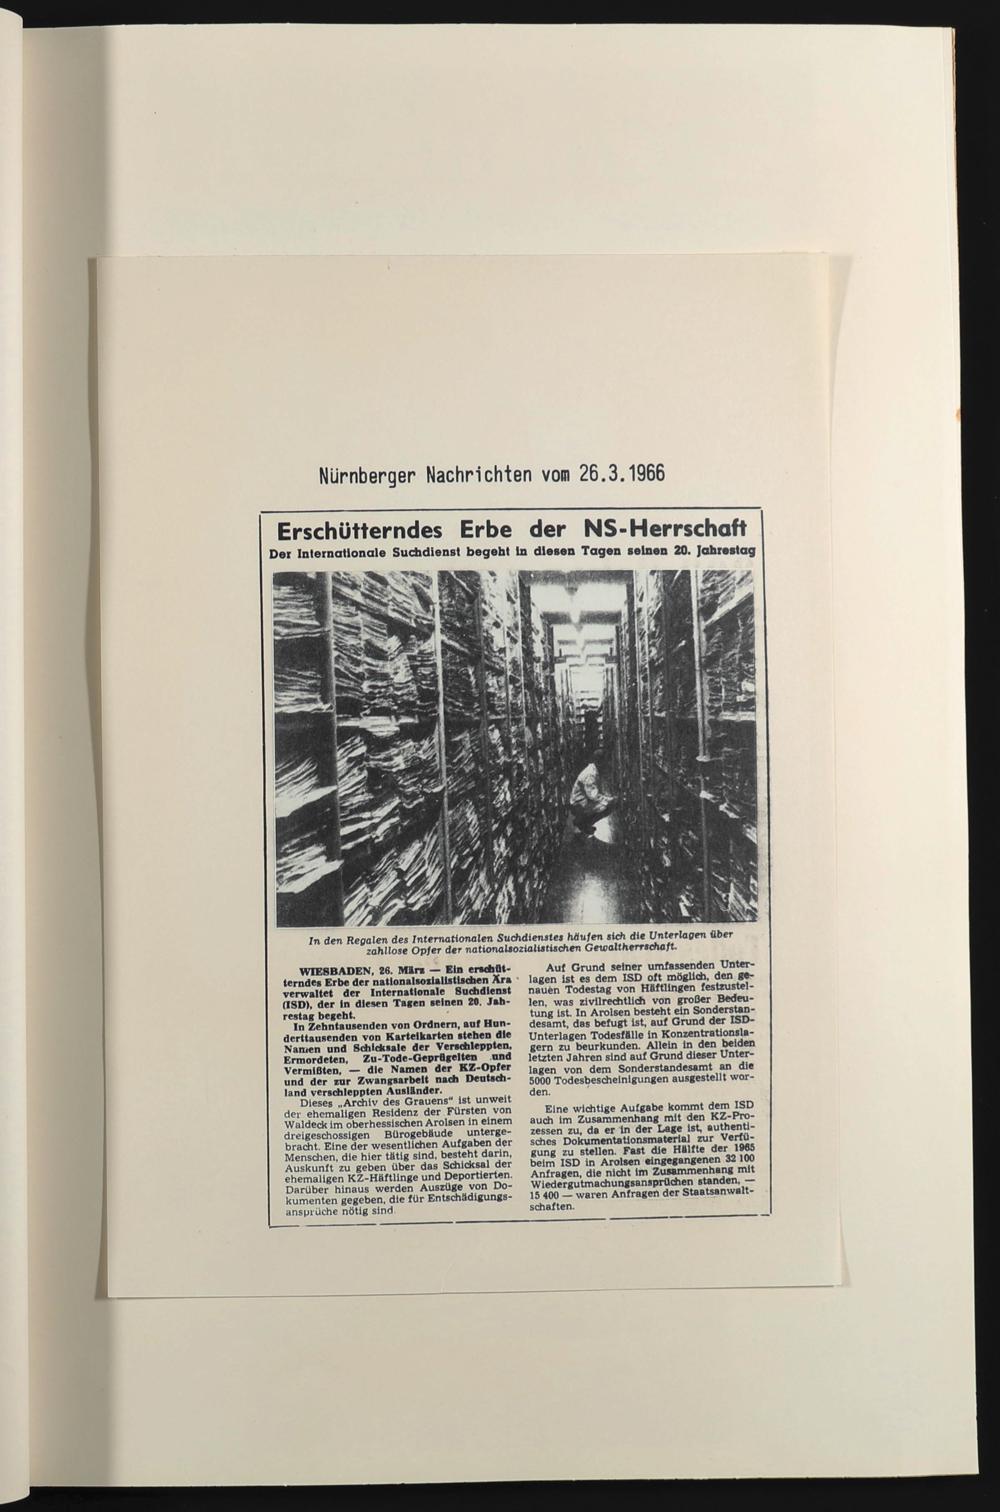 Nürnberger Nachrichten vom 26.3.1966
Erschütterndes Erbe der NS-Herrschaft
Der Internationale Suchdienst begeht in diesen Tagen seinen 20. Jahrestag
In den Regalen des Internationalen Suchdienstes häufen sich die Unterlagen über
zahllose Opfer der nationalsozialistischen Gewaltherrschaft.
WIESBADEN, 26. März — Ein erschüt-
terndes Erbe der nationalsozialistischen Ära
verwaltet der Internationale Suchdienst
(ISD), der in diesen Tagen seinen 20. Jah-
restag begeht.
In Zehntausenden von Ordnern, auf Hun-
derttausenden von Karteikarten stehen die
Namen und Schicksale der Verschleppten,
Ermordeten, Zu-Tode-Geprügelten und
Vermißten, — die Namen der KZ-Opfer
und der zur Zwangsarbeit nach Deutsch-
land verschleppten Ausländer.
Dieses „Archiv des Grauens“ ist unweit
der ehemaligen Residenz der Fürsten von
Waldeck im oberhessischen Arolsen in einem
dreigeschossigen Bürogebäude unterge-
bracht. Eine der wesentlichen Aufgaben der
Menschen, die hier tätig sind, besteht darin,
Auskunft zu geben über das Schicksal der
ehemaligen KZ-Häftlinge und Deportierten.
Darüber hinaus werden Auszüge von Do-
kumenten gegeben, die für Entschädigungs-
ansprüche nötig sind.
Auf Grund seiner umfassenden Unter-
lagen ist es dem ISD oft möglich, den ge-
nauen Todestag von Häftlingen festzustel-
len, was zivilrechtlich von großer Bedeu-
tung ist. In Arolsen besteht ein Sonderstan-
desamt, das befugt ist, auf Grund der ISD-
Unterlagen Todesfälle in Konzentrationsla-
gern zu beurkunden. Allein in den beiden
letzten Jahren sind auf Grund dieser Unter-
lagen von dem Sonderstandesamt an die
5000 Todesbescheinigungen ausgestellt wor-
den.
Eine wichtige Aufgabe kommt dem ISD
auch im Zusammenhang mit den KZ-Pro-
zessen zu, da er in der Lage ist, authenti-
sches Dokumentationsmaterial zur Verfü-
gung zu stellen. Fast die Hälfte der 1965
beim ISD in Arolsen eingegangenen 32 100
Anfragen, die nicht im Zusammenhang mit
Wiedergutmachungsansprüchen standen, —
15 400 — waren Anfragen der Staatsanwalt-
schaften.